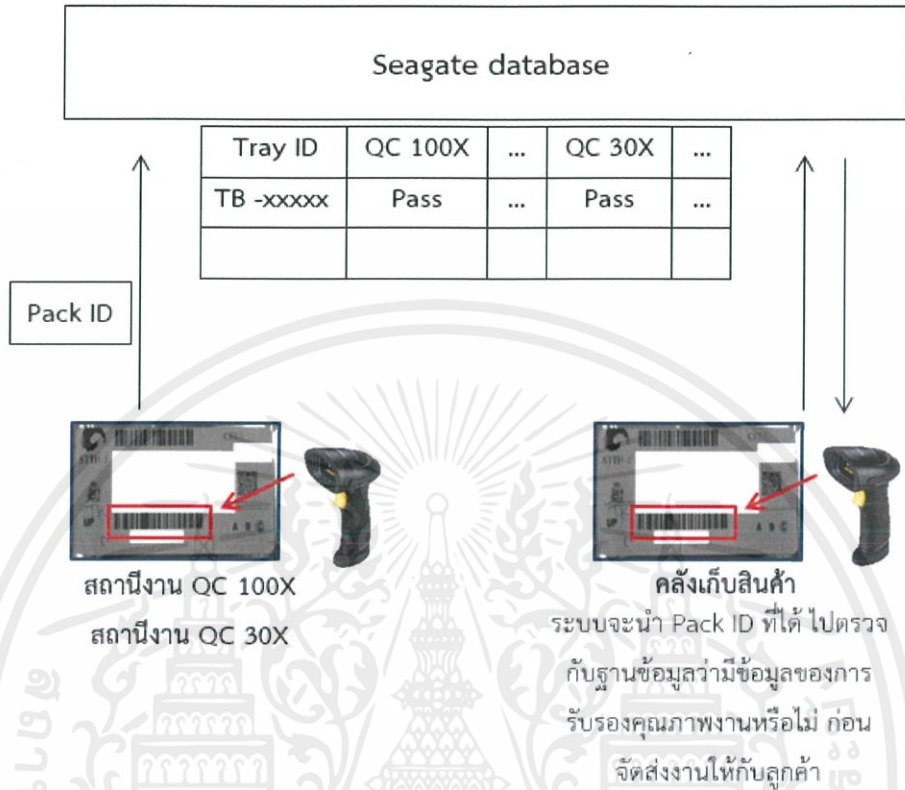 Seagate database
Tray ID QC 100X ... QC 30X ...
TB -xxxxx Pass ... Pass ...
Pack ID
UP
A B C
UP
A B C
สถานีงาน QC 100X
สถานีงาน QC 30X
คลังเก็บสินค้า
ระบบจะนำ Pack ID ที่ได้ ไปตรวจ
กับฐานข้อมูลว่ามีข้อมูลของการ
รับรองคุณภาพงานหรือไม่ ก่อน
จัดส่งงานให้กับลูกค้า